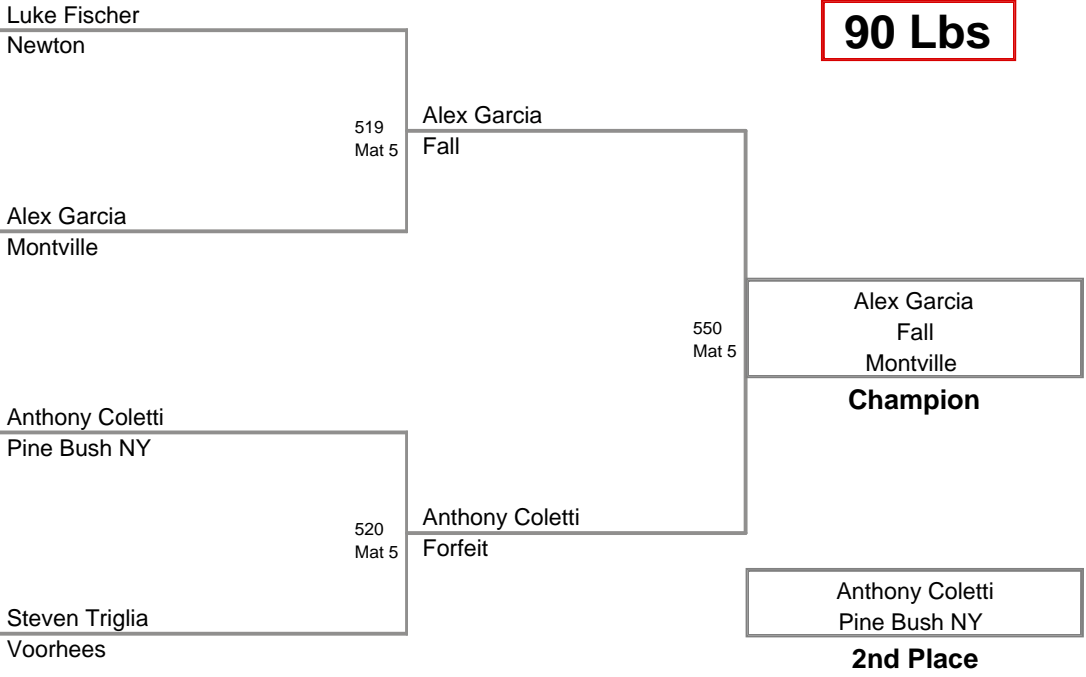 Luke Fischer
Newton
90 Lbs
519
Mat 5
Alex Garcia
Fall
Alex Garcia
Montville
550
Mat 5
Alex Garcia
Fall
Montville
Champion
Anthony Coletti
Pine Bush NY
520
Mat 5
Anthony Coletti
Forfeit
Steven Triglia
Voorhees
Anthony Coletti
Pine Bush NY
2nd Place